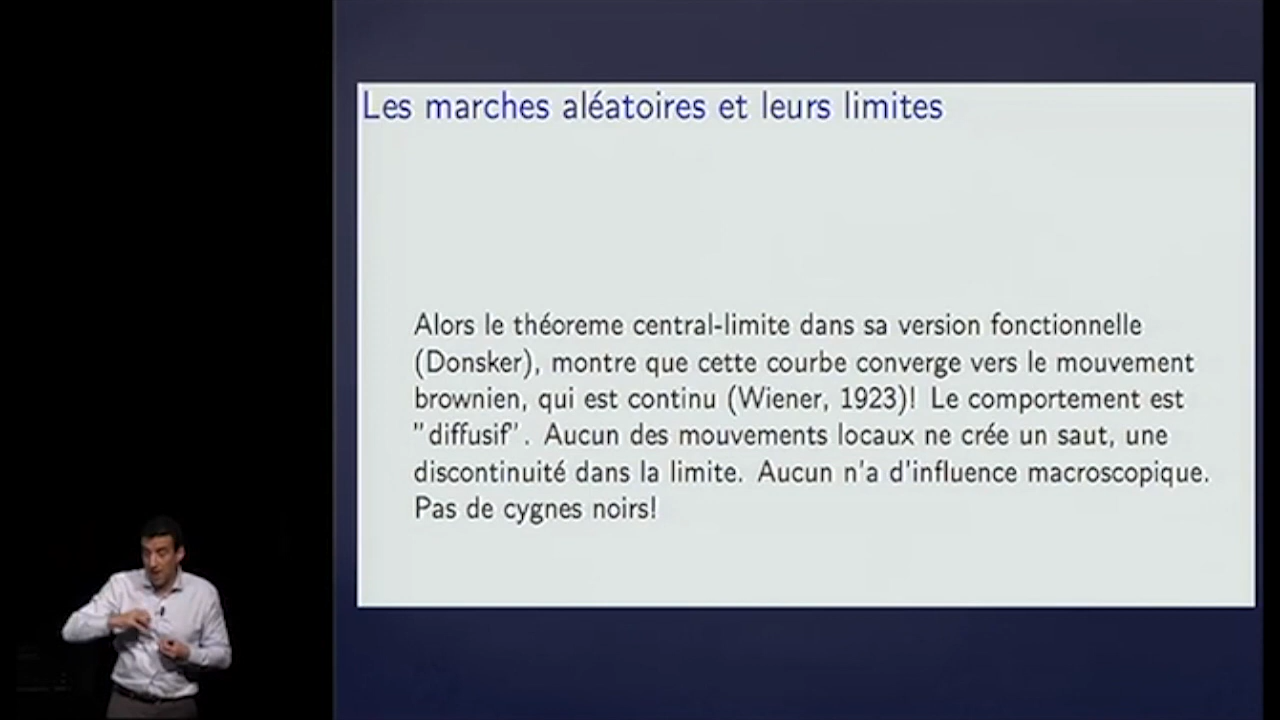 Les marches aléatoires et leurs limites
Alors le théoreme central-limite dans sa version fonctionnelle
(Donsker), montre que cette courbe converge vers le mouvement
brownien, qui est continu (Wiener, 1923)! Le comportement est
"diffusif". Aucun des mouvements locaux ne crée un saut, une
discontinuité dans la limite. Aucun n'a d'influence macroscopique.
Pas de cygnes noirs!